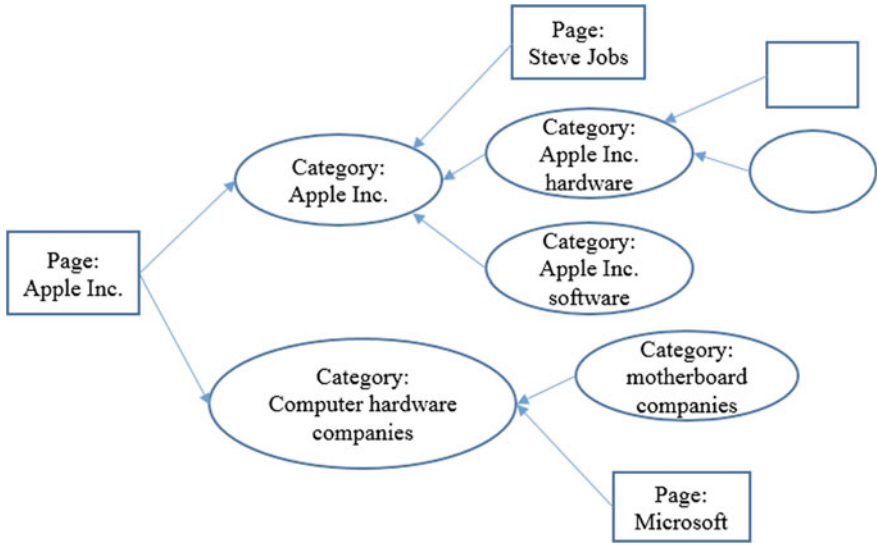 Page:
Steve Jobs
Category:
Apple Inc.
hardware
Category:
Apple Inc.
Page:
Apple Inc.
Category:
Apple Inc.
software
Category:
Computer hardware
companies
Category:
motherboard
companies
Page:
Microsoft